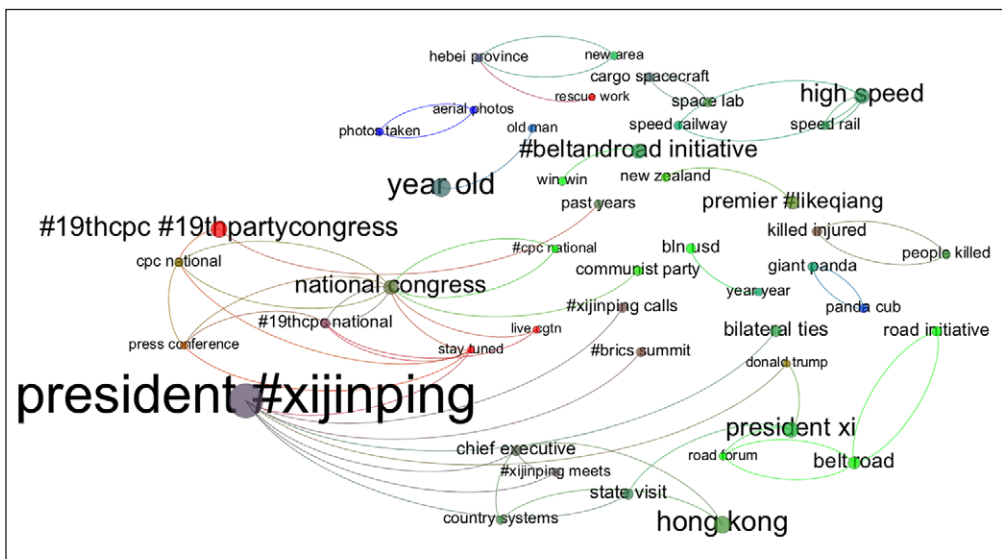 hebei province
new area
cargo spacecraft
rescue work
space lab
high speed
aerial photos
photos taken
old man
speed railway
speed rail
#beltandroad initiative
year old
win win
new zealand
past years
premier #likeqiang
#19thcpc #19thpartycongress
killed injured
#cpc national
bln usd
people killed
cpc national
communist party
giant panda
national congress
year year
panda cub
#xijinping calls
#19thcpc national
live cgtn
bilateral ties
road initiative
press conference
stay tuned
#brics summit
donald trump
president #xijinping
president xi
chief executive
road forum
belt road
#xijinping meets
state visit
country systems
hong kong